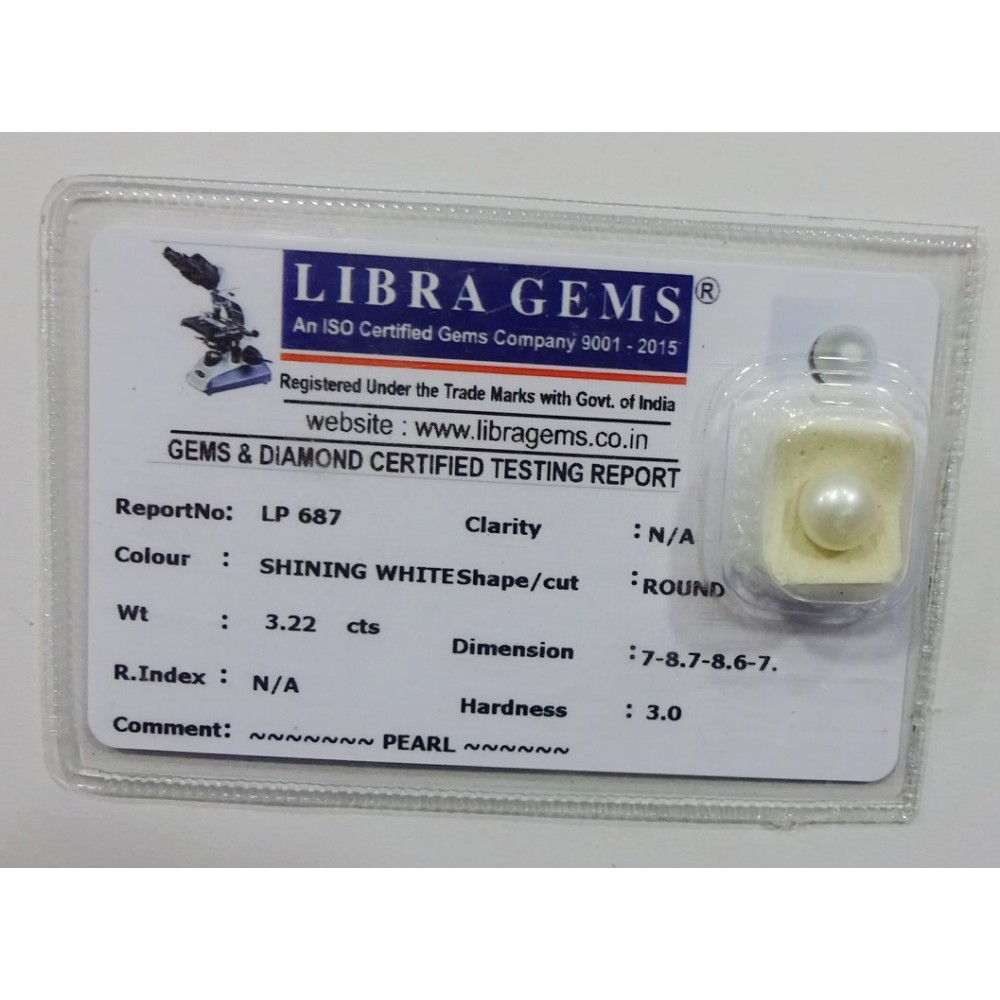 LIBRA GEMS ®
An ISO Certified Gems Company 9001 - 2015
Registered Under the Trade Marks with Govt. of India
website : www.libragems.co.in
GEMS & DIAMOND CERTIFIED TESTING REPORT
ReportNo: LP 687 Clarity : N/A
Colour : SHINING WHITE Shape/cut : ROUND
Wt : 3.22 cts Dimension : 7-8.7-8.6-7.
R.Index : N/A Hardness : 3.0
Comment: ~~~~~~~ PEARL ~~~~~~